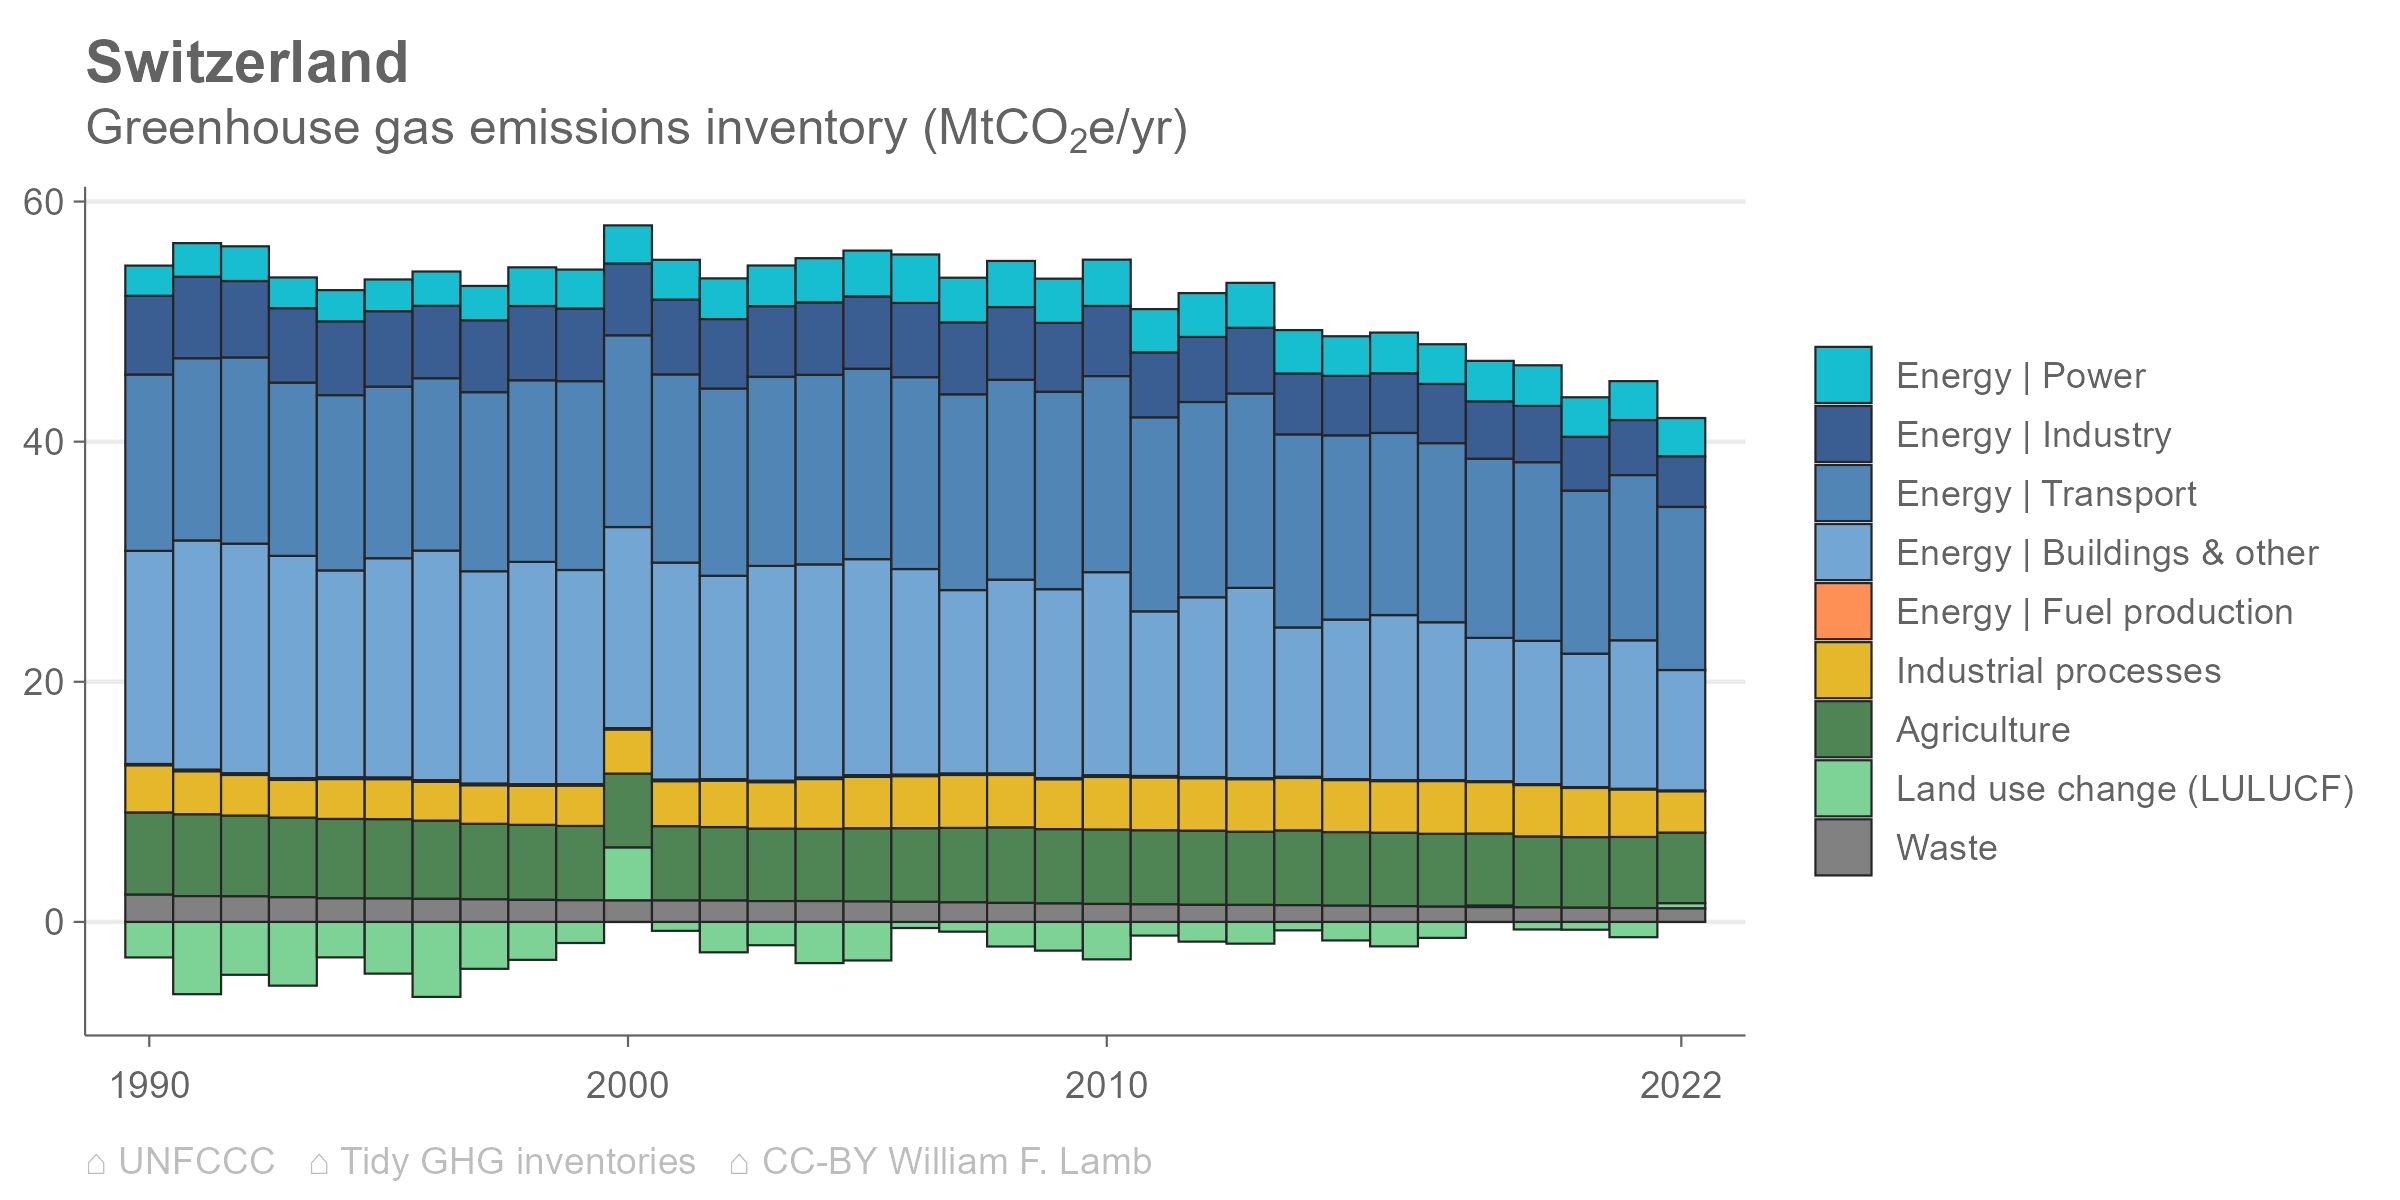 Switzerland
Greenhouse gas emissions inventory (MtCO₂e/yr)
60
40
20
0
1990 2000 2010 2022
Energy | Power
Energy | Industry
Energy | Transport
Energy | Buildings & other
Energy | Fuel production
Industrial processes
Agriculture
Land use change (LULUCF)
Waste
⌂ UNFCCC ⌂ Tidy GHG inventories ⌂ CC-BY William F. Lamb